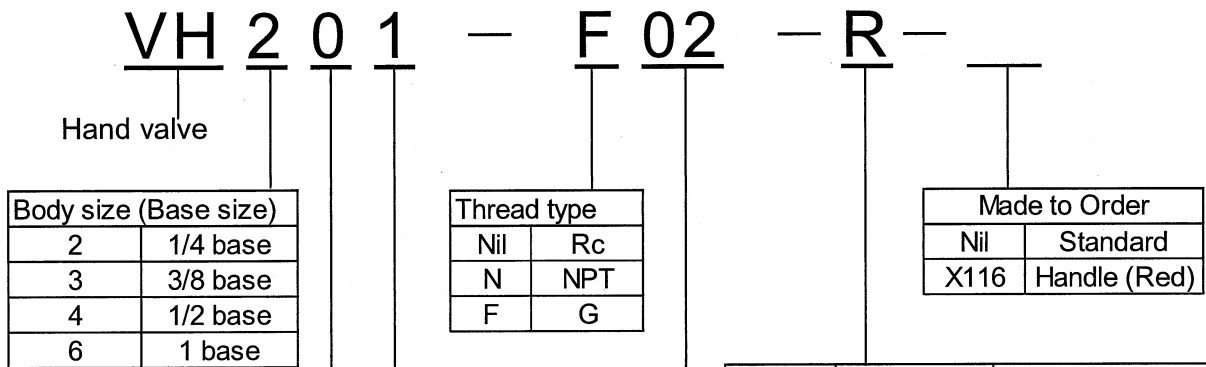 VH 2 0 1 - F 02 - R -
Hand valve
Body size (Base size)
2 1/4 base
3 3/8 base
4 1/2 base
6 1 base
Thread type
Nil Rc
N NPT
F G
Made to Order
Nil Standard
X116 Handle (Red)